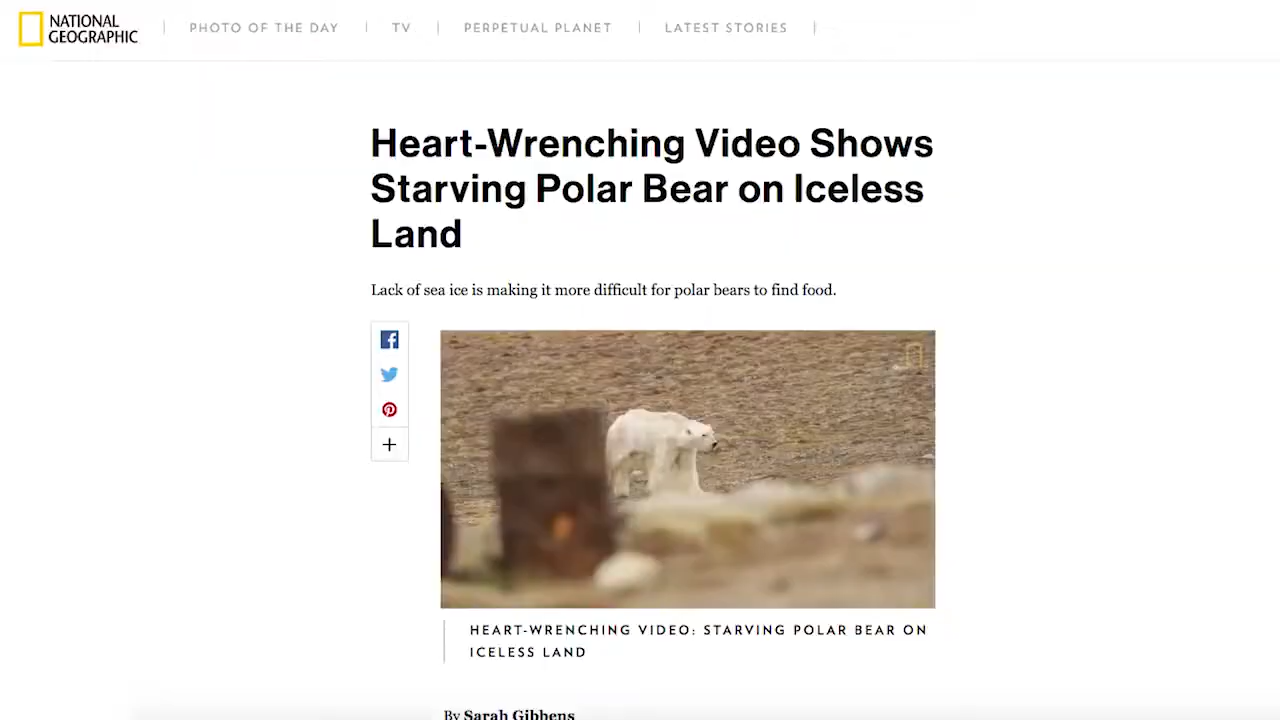 NATIONAL
GEOGRAPHIC
PHOTO OF THE DAY
TV
PERPETUAL PLANET
LATEST STORIES
Heart-Wrenching Video Shows
Starving Polar Bear on Iceless
Land
Lack of sea ice is making it more difficult for polar bears to find food.
HEART-WRENCHING VIDEO: STARVING POLAR BEAR ON
ICELESS LAND
By Sarah Gibbens